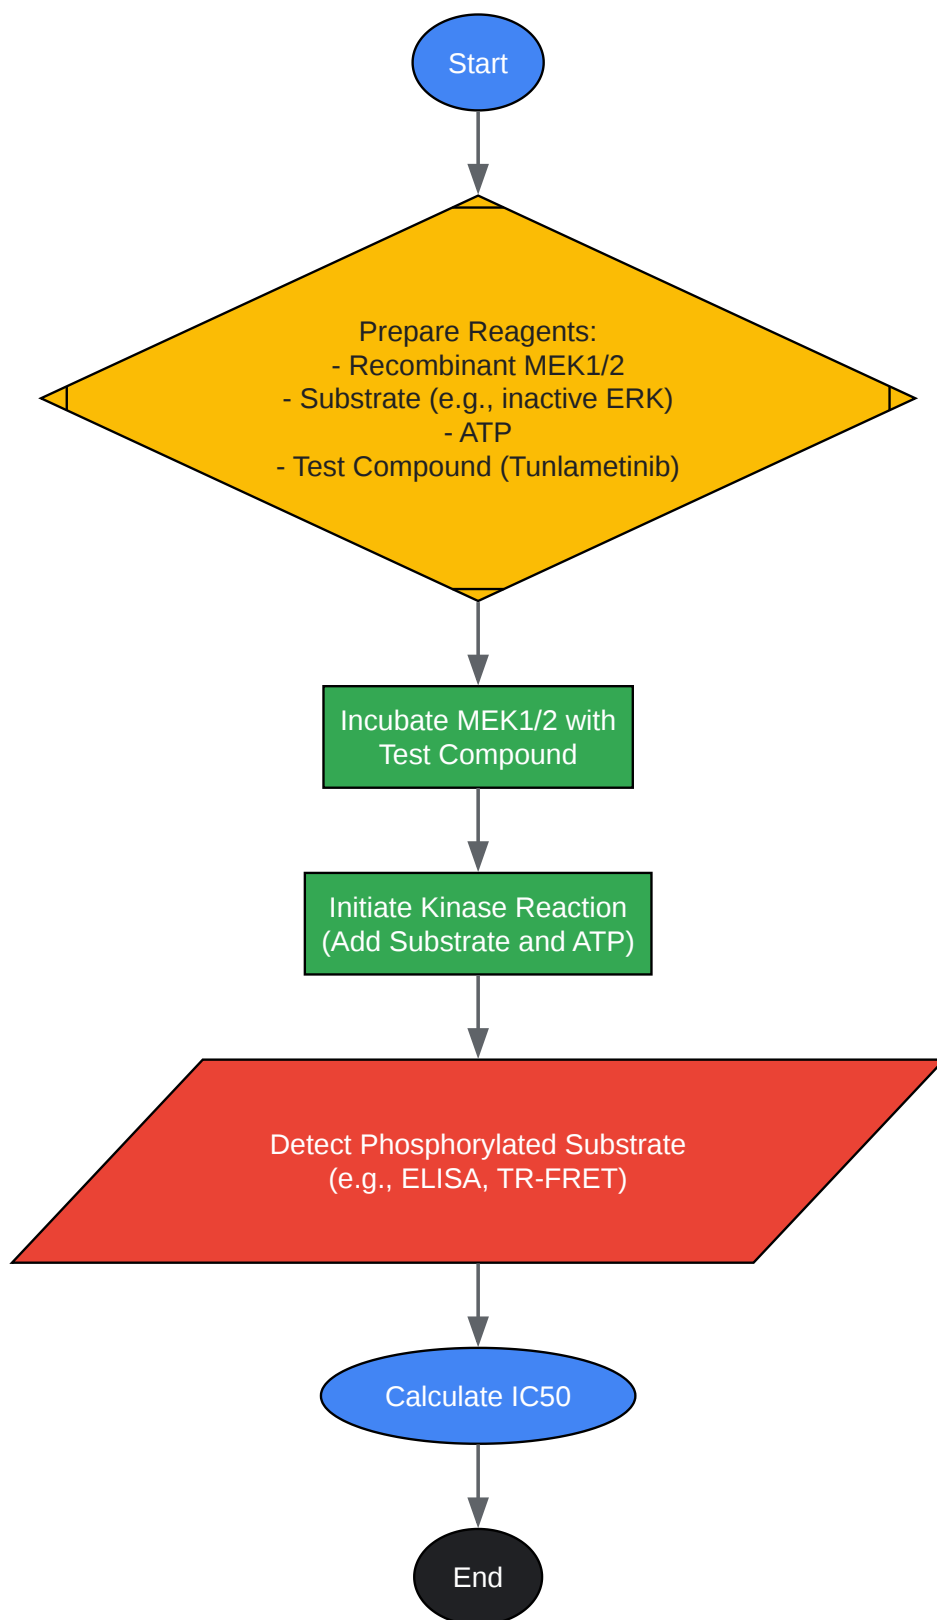 Start
Prepare Reagents:
- Recombinant MEK1/2
- Substrate (e.g., inactive ERK)
- ATP
- Test Compound (Tunlametinib)
Incubate MEK1/2 with
Test Compound
Initiate Kinase Reaction
(Add Substrate and ATP)
Detect Phosphorylated Substrate
(e.g., ELISA, TR-FRET)
Calculate IC50
End